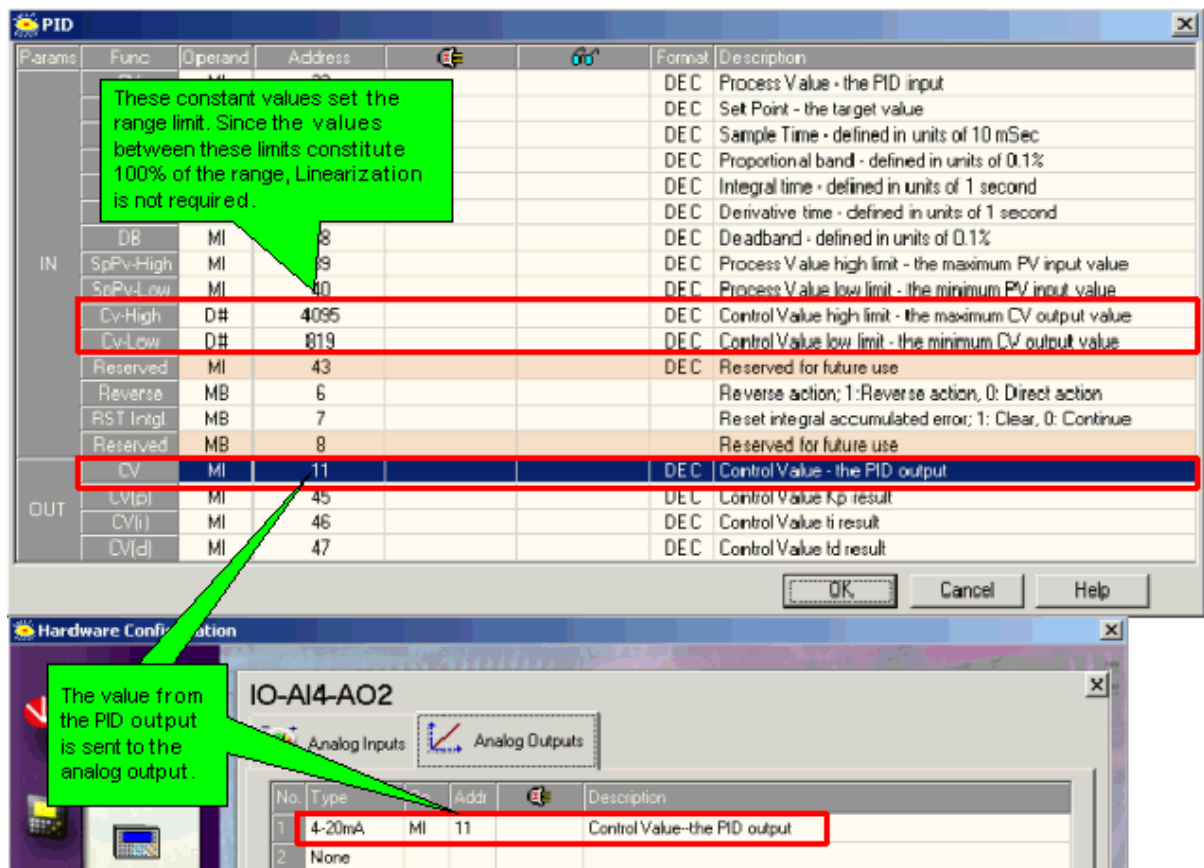 PID
Params Func Operand Address Format Description
DEC Process Value - the PID input
These constant values set the
range limit. Since the values
between these limits constitute
100% of the range, Linearization
is not required.
DEC Set Point - the target value
DEC Sample Time - defined in units of 10 mSec
DEC Proportional band - defined in units of 0.1%
DEC Integral time - defined in units of 1 second
DEC Derivative time - defined in units of 1 second
DB MI DEC Deadband - defined in units of 0.1%
IN SpPv-High MI DEC Process Value high limit - the maximum PV input value
SpPv-Low MI 40 DEC Process Value low limit - the minimum PV input value
Cv-High D# 4095 DEC Control Value high limit - the maximum CV output value
Cv-Low D# 819 DEC Control Value low limit - the minimum CV output value
Reserved MI 43 DEC Reserved for future use
Reverse MB 6 Reverse action; 1:Reverse action, 0: Direct action
RST Intgl. MB 7 Reset integral accumulated error; 1: Clear, 0: Continue
Reserved MB 8 Reserved for future use
CV MI 11 DEC Control Value - the PID output
OUT CV(p) MI 45 DEC Control Value Kp result
CV(i) MI 46 DEC Control Value ti result
CV(d) MI 47 DEC Control Value td result
OK Cancel Help
Hardware
The value from
the PID output
is sent to the
analog output.
IO-AI4-AO2
Analog Inputs Analog Outputs
No. Type Addr Description
1 4-20mA MI 11 Control Value--the PID output
2 None